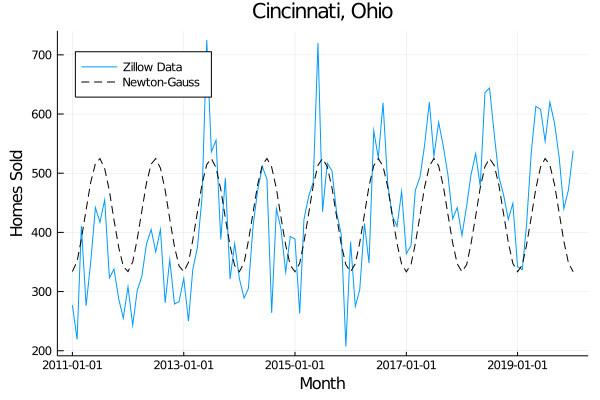 Cincinnati, Ohio
Homes Sold
700
600
500
400
300
200
Zillow Data
Newton-Gauss
2011-01-01 2013-01-01 2015-01-01 2017-01-01 2019-01-01
Month